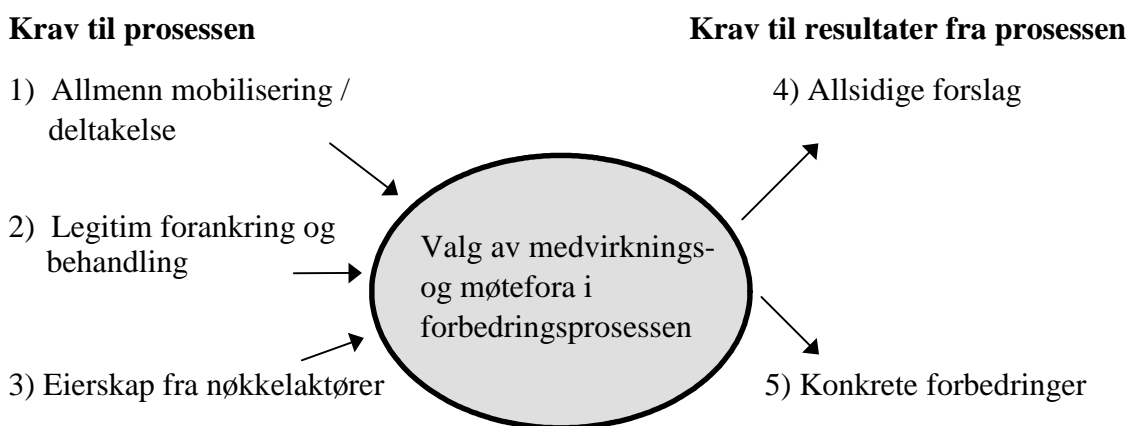 Krav til prosessen
Krav til resultater fra prosessen
1) Allmenn mobilisering /
deltakelse
4) Allsidige forslag
2) Legitim forankring og
behandling
Valg av medvirknings-
og møtefora i
forbedringsprosessen
3) Eierskap fra nøkkelaktører
5) Konkrete forbedringer